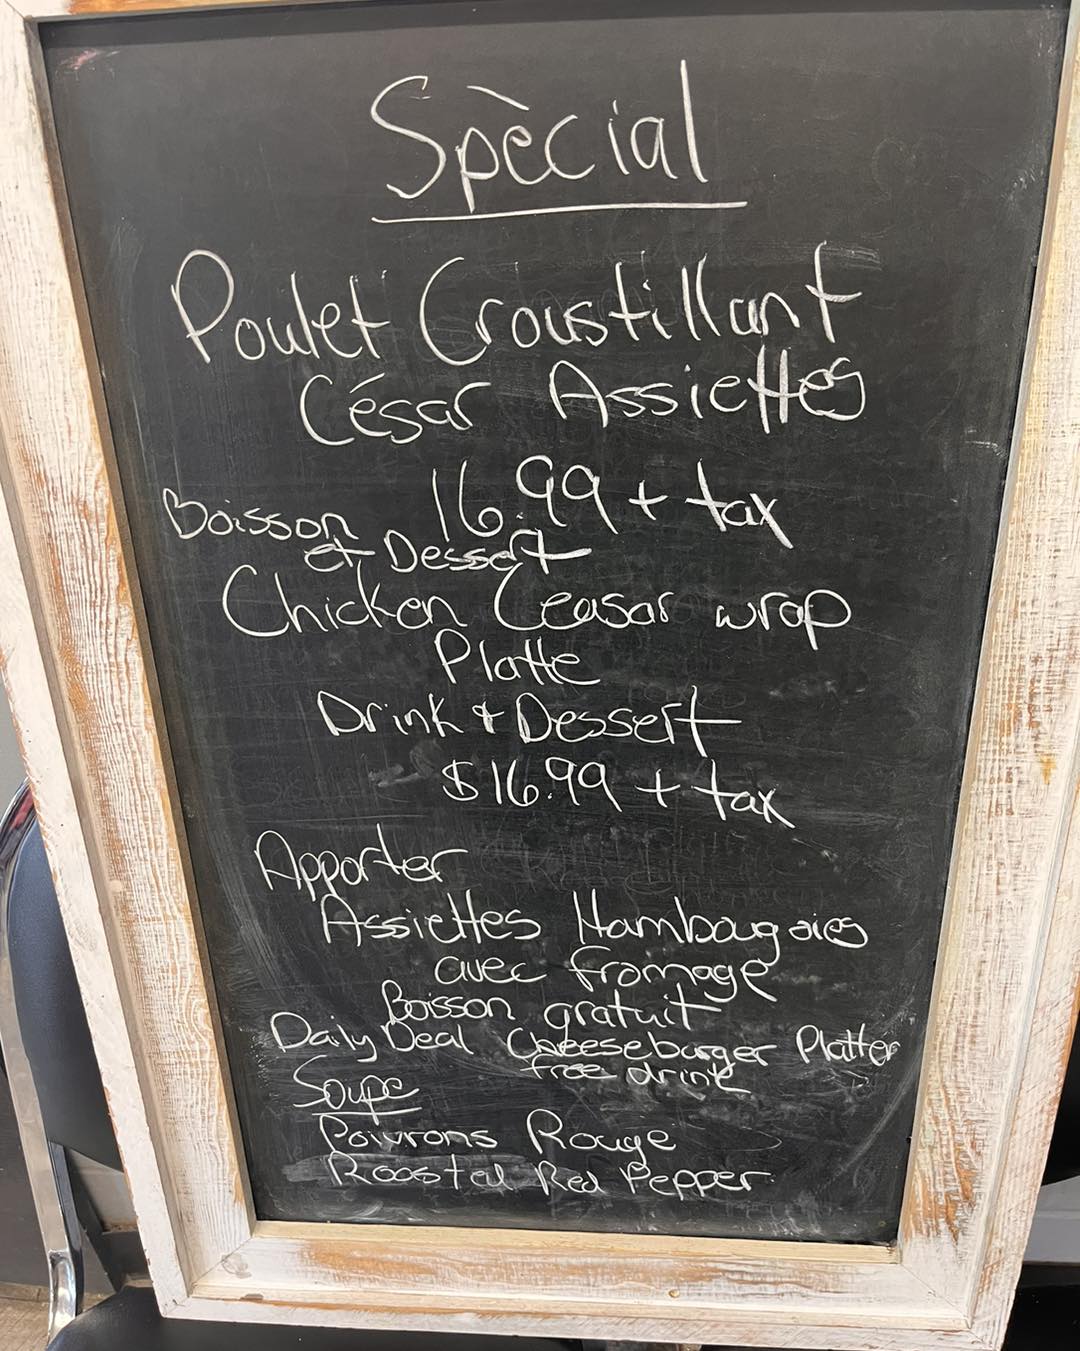 Spècial
Poulet Croustillant
César Assiettes
16.99 + tax
Boisson
et Dessert
Chicken Ceasar wrap
Platte
Drink & Dessert
$16.99 + tax
Apporter
Assiettes
avec fromage
Boisson gratuit
Daily Deal Cheeseburger Platter
free drink
Soupe
Poivrons Rouge
Roasted Red Pepper